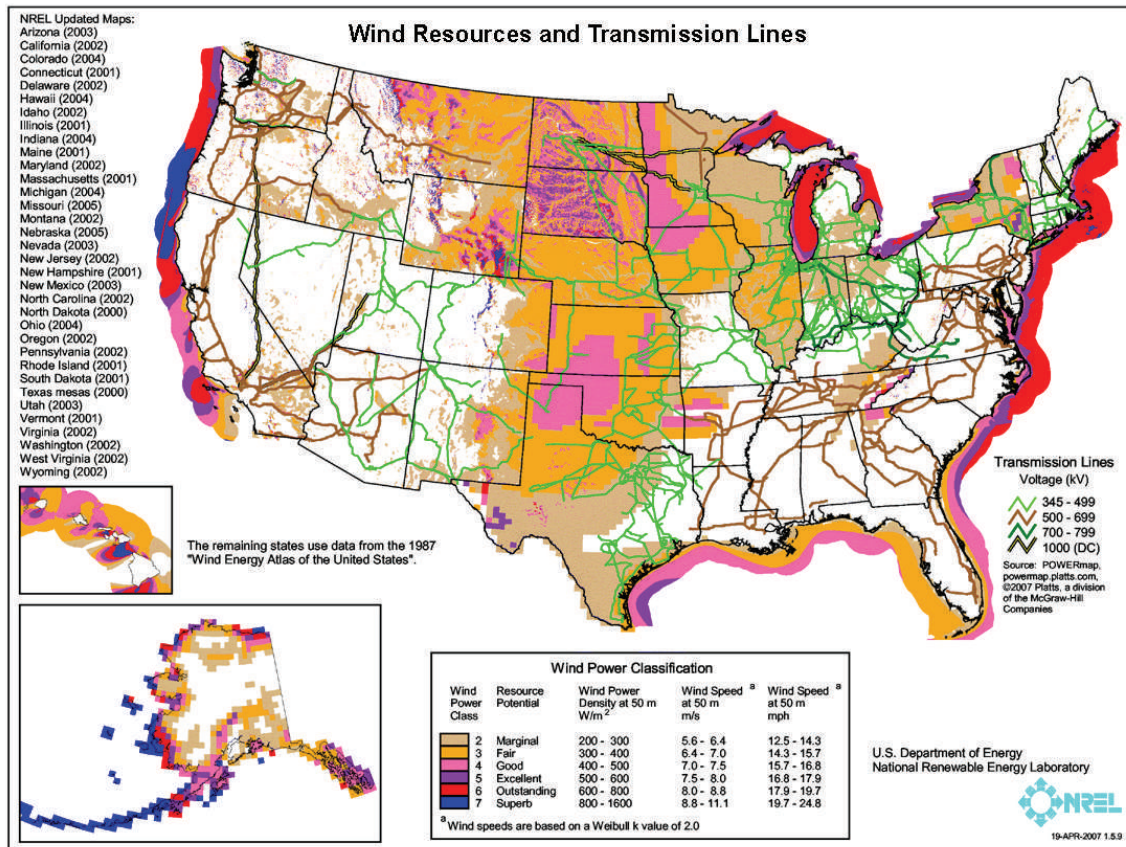 Wind Resources and Transmission Lines
NREL Updated Maps:
Arizona (2003)
California (2002)
Colorado (2004)
Connecticut (2001)
Delaware (2002)
Hawaii (2004)
Idaho (2002)
Illinois (2001)
Indiana (2004)
Maine (2001)
Maryland (2002)
Massachusetts (2001)
Michigan (2004)
Missouri (2005)
Montana (2002)
Nebraska (2005)
Nevada (2003)
New Jersey (2002)
New Hampshire (2001)
New Mexico (2003)
North Carolina (2002)
North Dakota (2000)
Ohio (2004)
Oregon (2002)
Pennsylvania (2002)
Rhode Island (2001)
South Dakota (2001)
Texas mesas (2000)
Utah (2003)
Vermont (2001)
Virginia (2002)
Washington (2002)
West Virginia (2002)
Wyoming (2002)
The remaining states use data from the 1987
"Wind Energy Atlas of the United States".
Transmission Lines
Voltage (kV)
345 - 499
500 - 699
700 - 799
1000 (DC)
Source: POWERmap,
powermap.platts.com,
©2007 Platts, a division
of the McGraw-Hill
Companies
Wind Power Classification
Wind Power Class Resource Potential Wind Power Density at 50 m W/m² Wind Speed a at 50 m m/s Wind Speed a at 50 m mph
2 Marginal 200 - 300 5.6 - 6.4 12.5 - 14.3
3 Fair 300 - 400 6.4 - 7.0 14.3 - 15.7
4 Good 400 - 500 7.0 - 7.5 15.7 - 16.8
5 Excellent 500 - 600 7.5 - 8.0 16.8 - 17.9
6 Outstanding 600 - 800 8.0 - 8.8 17.9 - 19.7
7 Superb 800 - 1600 8.8 - 11.1 19.7 - 24.8
a Wind speeds are based on a Weibull k value of 2.0
U.S. Department of Energy
National Renewable Energy Laboratory
NREL
19-APR-2007 1.5.9